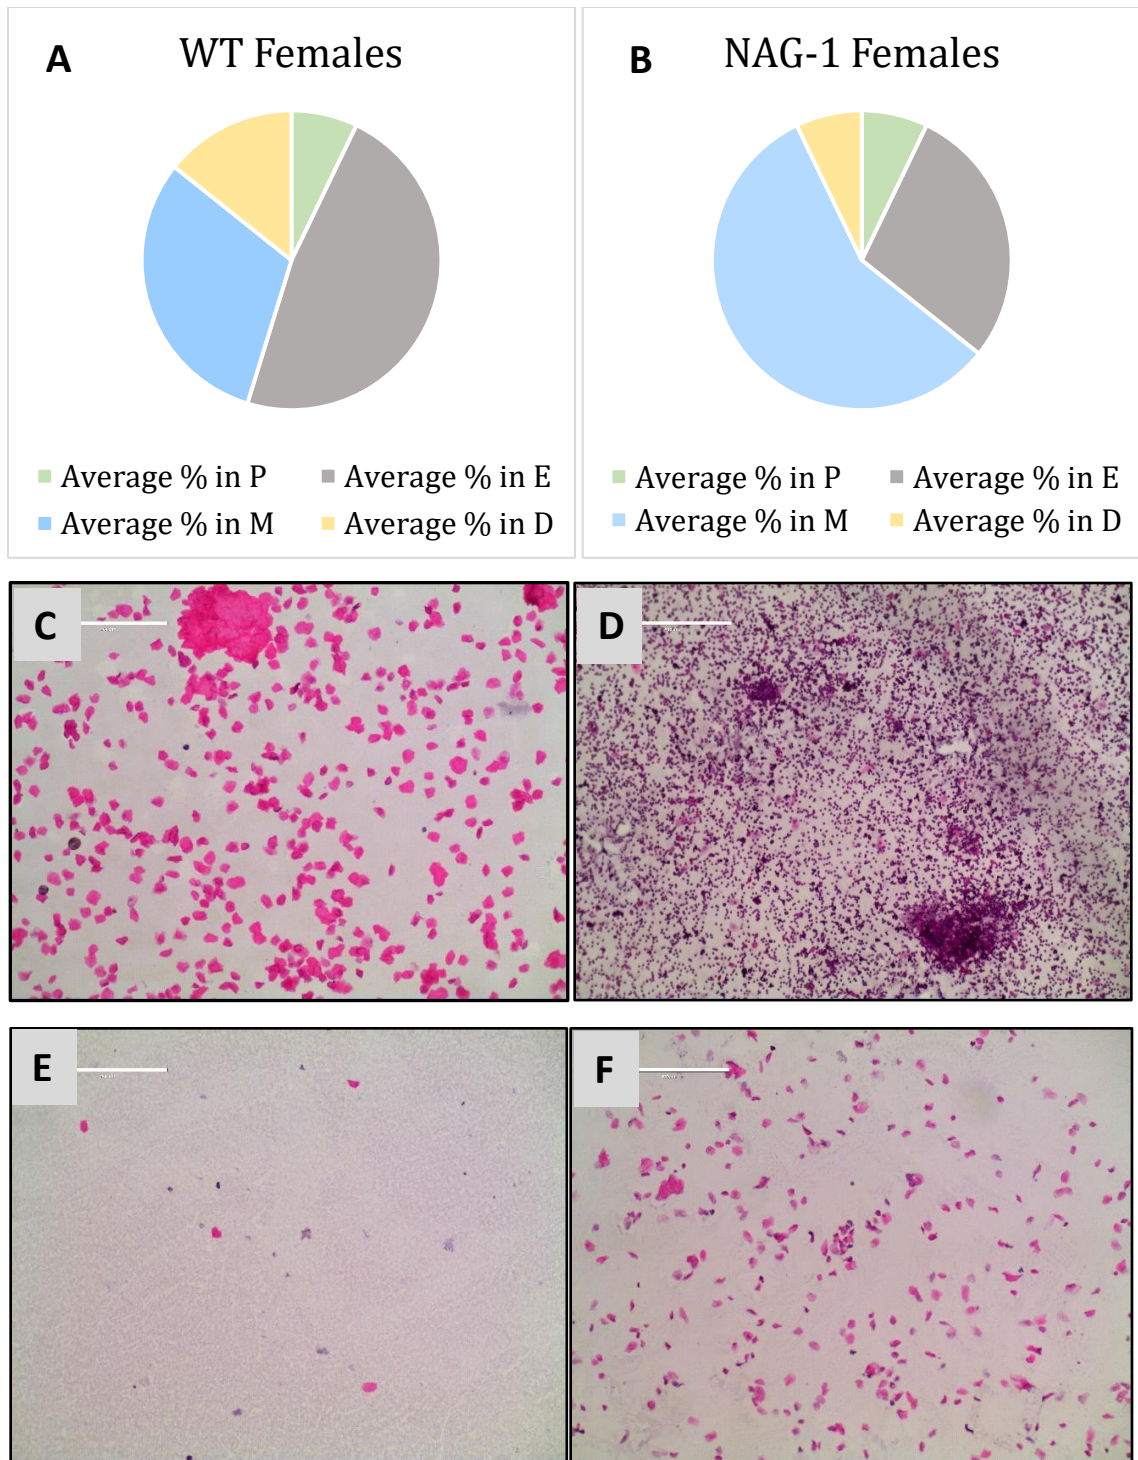 A WT Females
Average % in P Average % in E
Average % in M Average % in D
B NAG-1 Females
Average % in P Average % in E
Average % in M Average % in D
C
D
E
F